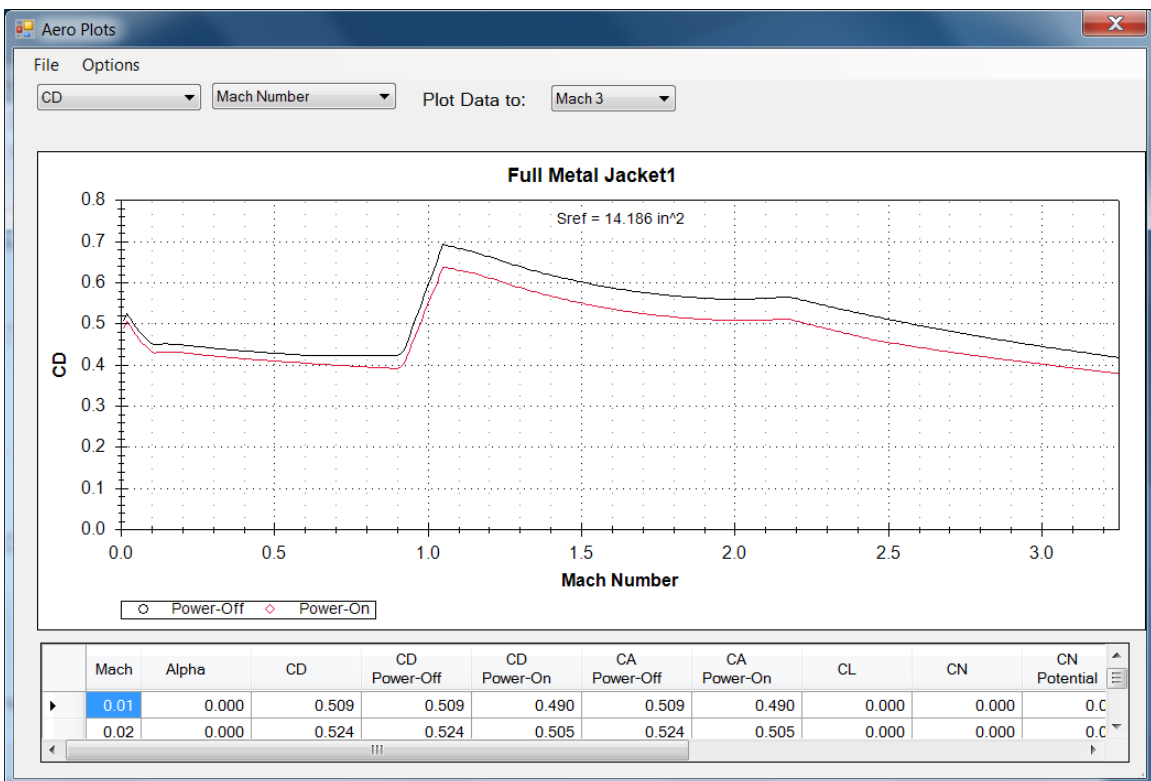 Aero Plots
File Options
CD Mach Number Plot Data to: Mach 3
Full Metal Jacket1
Sref = 14.186 in^2
0.8
0.7
0.6
0.5
0.4
0.3
0.2
0.1
0.0
CD
0.0 0.5 1.0 1.5 2.0 2.5 3.0
Mach Number
Power-Off Power-On
Mach Alpha CD CD Power-Off CD Power-On CA Power-Off CA Power-On CL CN CN Potential
0.01 0.000 0.509 0.509 0.490 0.509 0.490 0.000 0.000 0.0
0.02 0.000 0.524 0.524 0.505 0.524 0.505 0.000 0.000 0.0